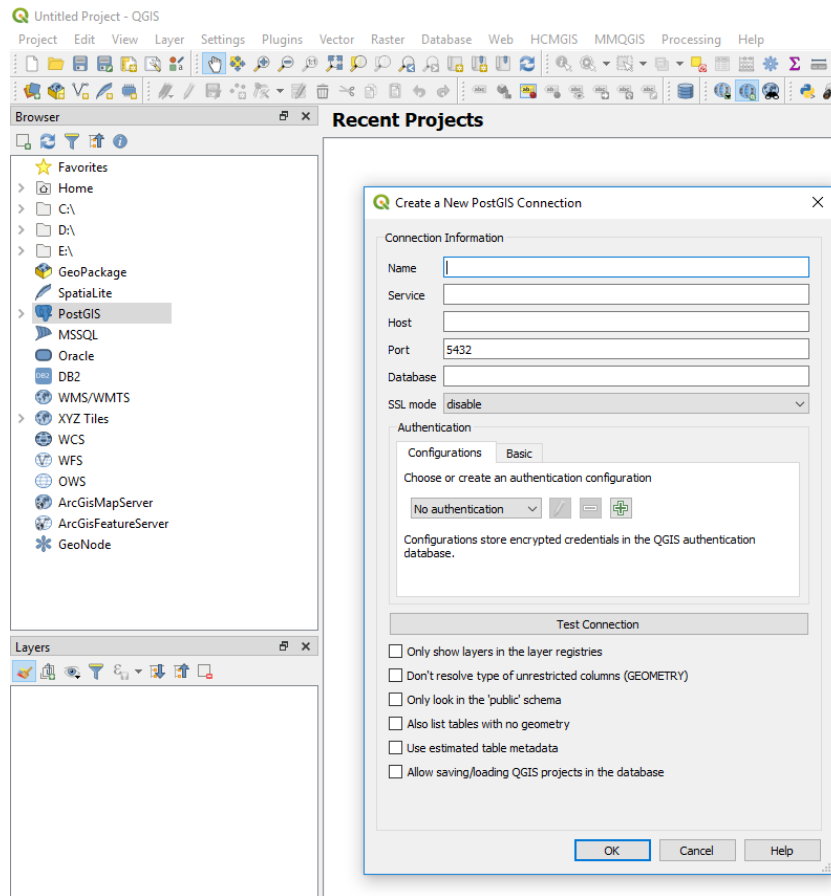 Untitled Project - QGIS
Project Edit View Layer Settings Plugins Vector Raster Database Web HCMGIS MMQGIS Processing Help
Browser
Favorites
Home
C:\
D:\
E:\
GeoPackage
SpatiaLite
PostGIS
MSSQL
Oracle
DB2
DB2
WMS/WMTS
XYZ Tiles
WCS
WFS
OWS
ArcGisMapServer
ArcGisFeatureServer
GeoNode
Layers
Recent Projects
Create a New PostGIS Connection
Connection Information
Name
Service
Host
Port 5432
Database
SSL mode disable
Authentication
Configurations Basic
Choose or create an authentication configuration
No authentication
Configurations store encrypted credentials in the QGIS authentication
database.
Test Connection
Only show layers in the layer registries
Don't resolve type of unrestricted columns (GEOMETRY)
Only look in the 'public' schema
Also list tables with no geometry
Use estimated table metadata
Allow saving/loading QGIS projects in the database
OK Cancel Help